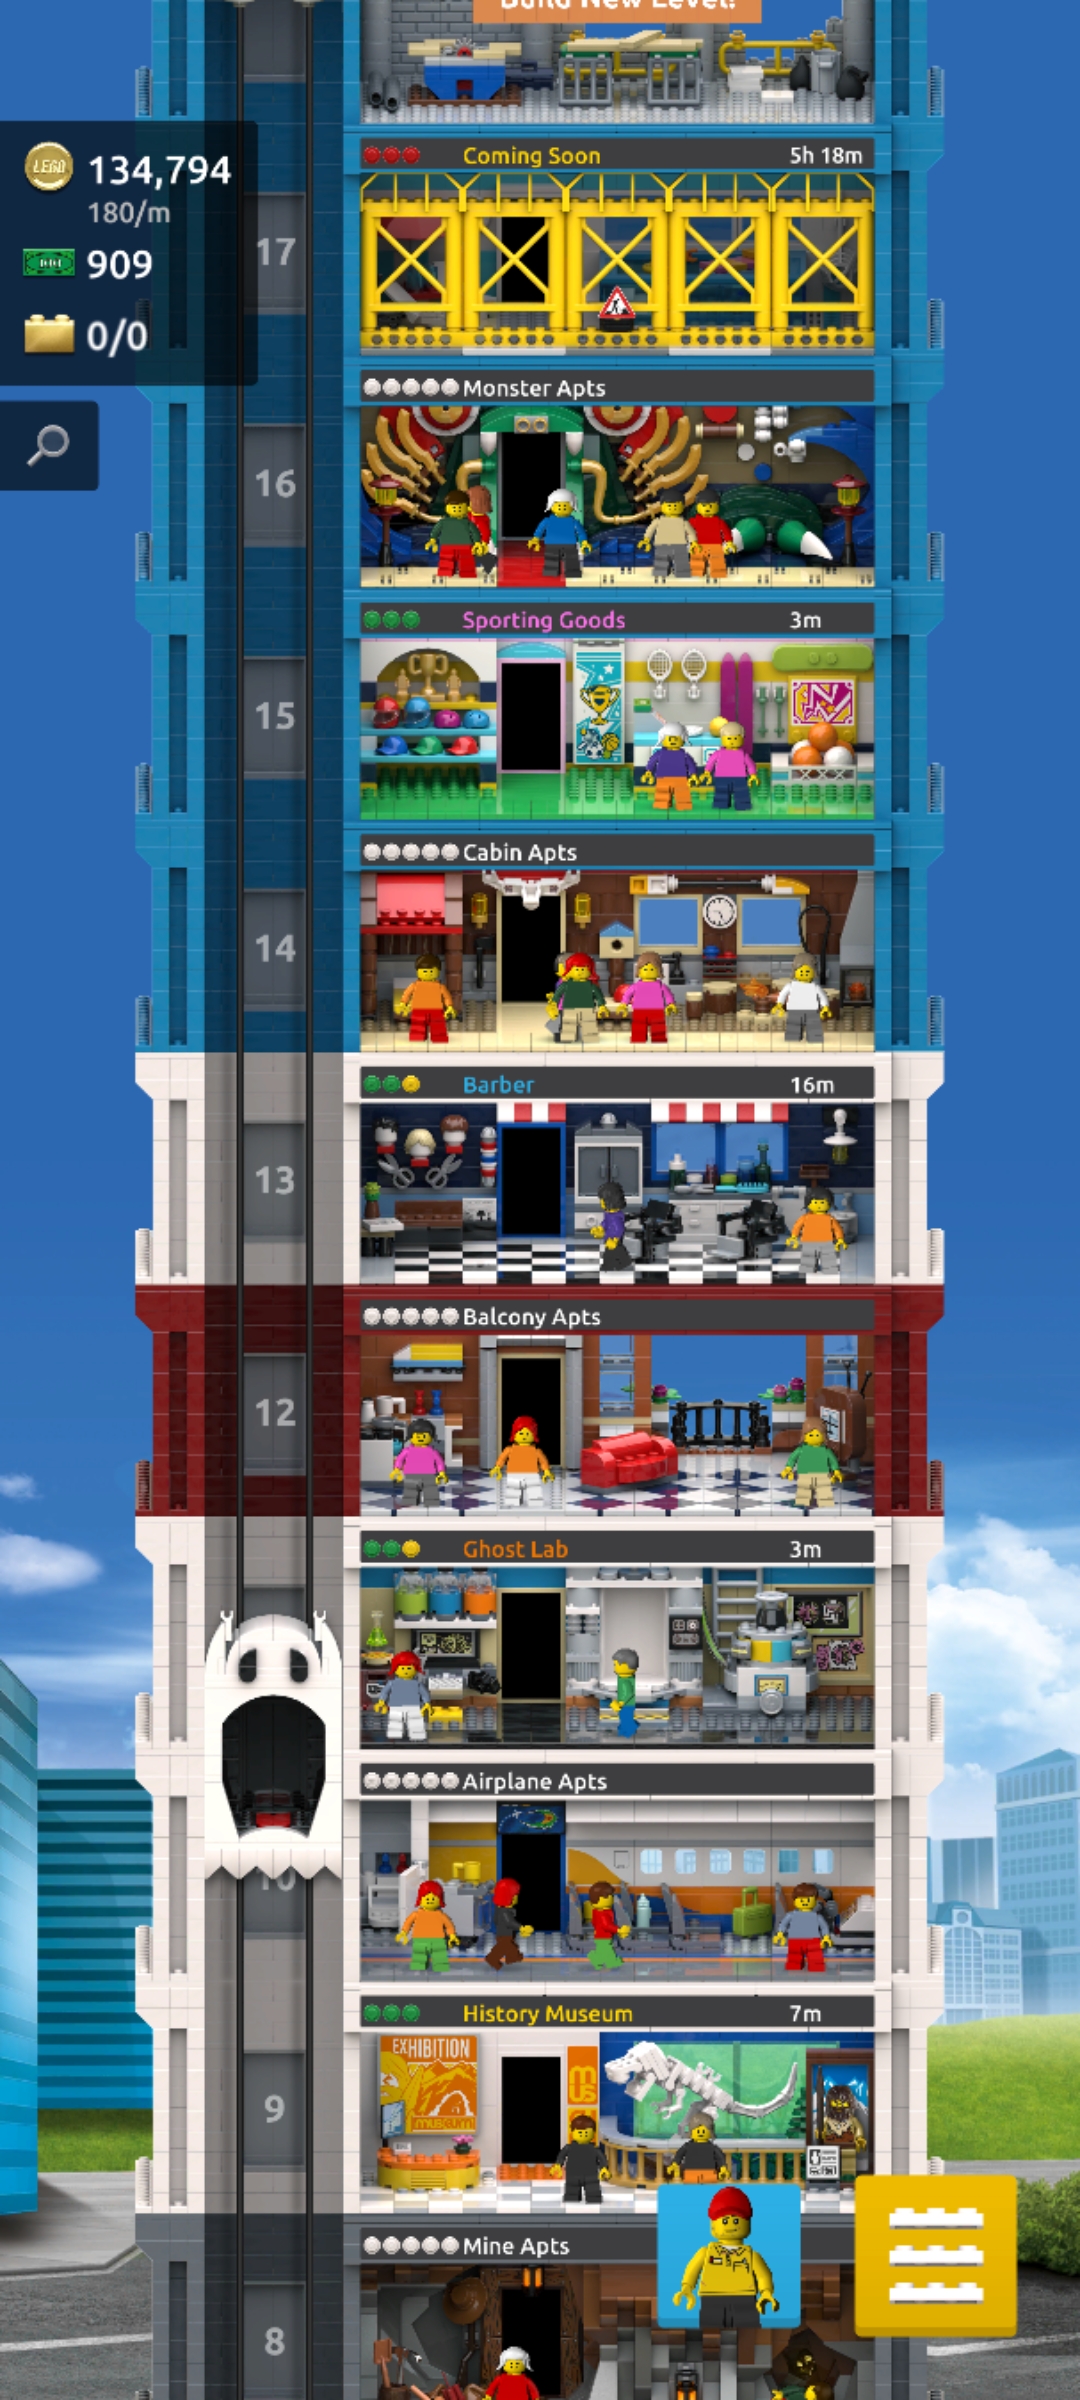 Build New Level!
LEGO
134,794
180/m
909
0/0
Coming Soon
5h 18m
17
Monster Apts
16
Sporting Goods
3m
15
Cabin Apts
14
Barber
16m
13
Balcony Apts
12
Ghost Lab
3m
Airplane Apts
10
History Museum
7m
EXHIBITION
museum
9
Mine Apts
8